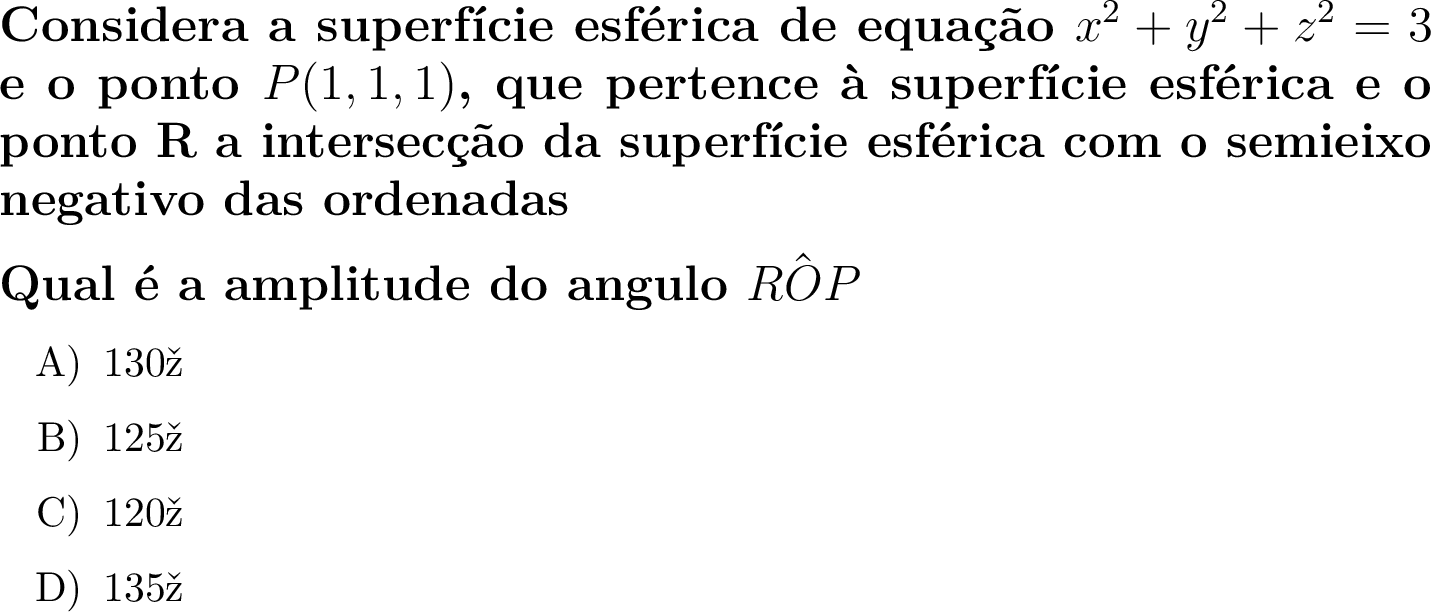 Considera a superfície esférica de equação $x^2 + y^2 + z^2 = 3$
e o ponto $P(1, 1, 1)$, que pertence à superfície esférica e o
ponto R a intersecção da superfície esférica com o semieixo
negativo das ordenadas
Qual é a amplitude do angulo $R\hat{O}P$
A) 130ž
B) 125ž
C) 120ž
D) 135ž